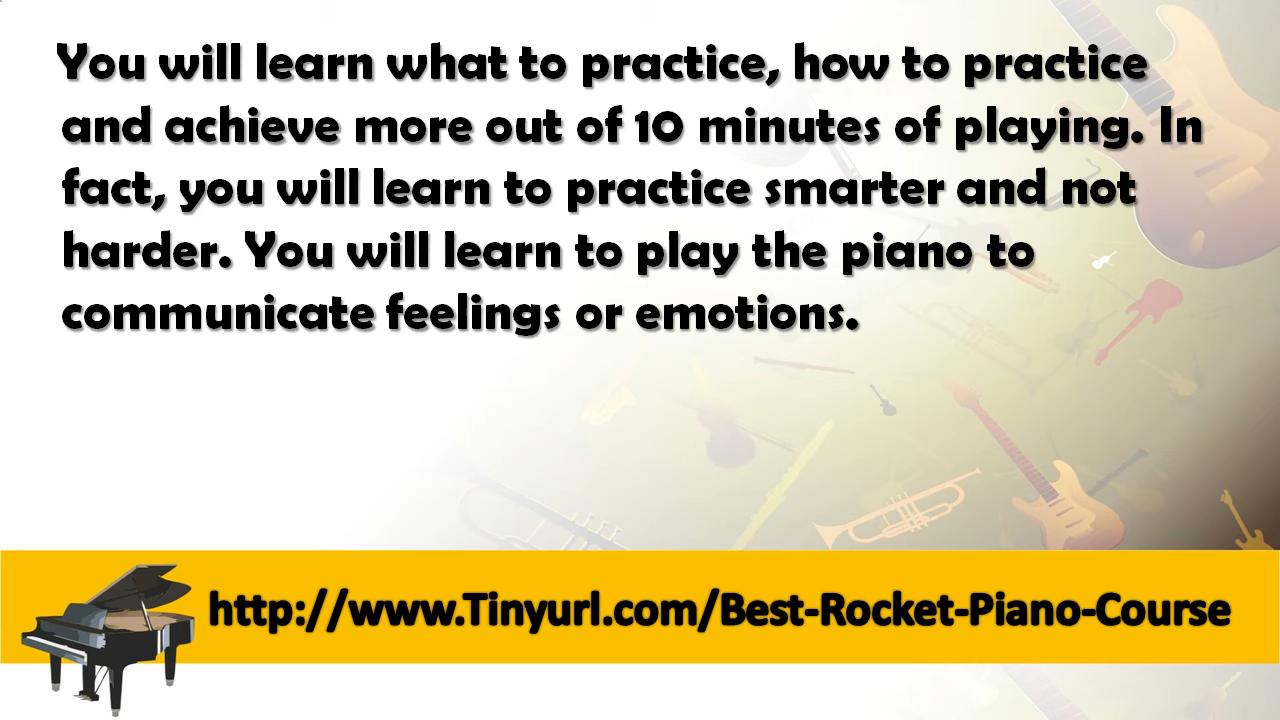 You will learn what to practice, how to practice
and achieve more out of 10 minutes of playing. In
fact, you will learn to practice smarter and not
harder. You will learn to play the piano to
communicate feelings or emotions.
http://www.Tinyurl.com/Best-Rocket-Piano-Course